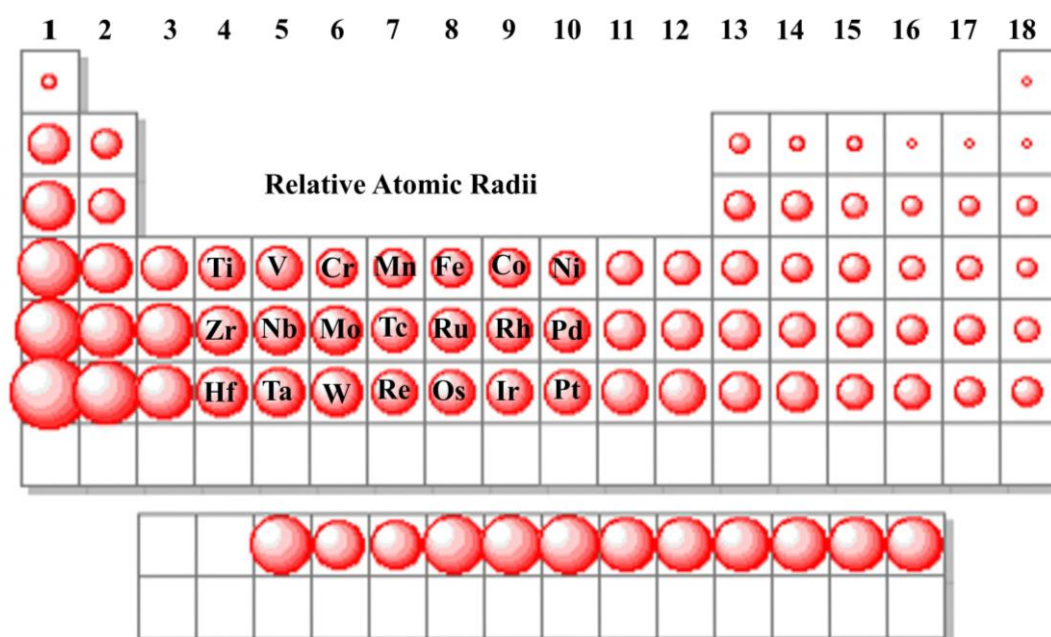 1 2 3 4 5 6 7 8 9 10 11 12 13 14 15 16 17 18
Relative Atomic Radii
Ti V Cr Mn Fe Co Ni
Zr Nb Mo Tc Ru Rh Pd
Hf Ta W Re Os Ir Pt